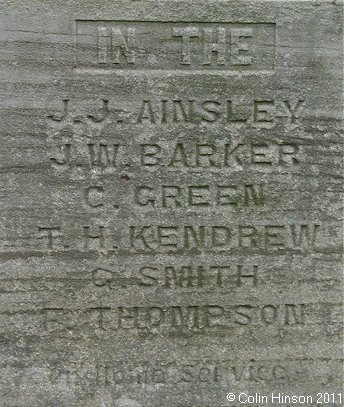 IN THE
J. J. AINSLEY
J. W. BARKER
C. GREEN
T. H. KENDREW
G. SMITH
F. THOMPSON
Home Service
©Colin Hinson 2011